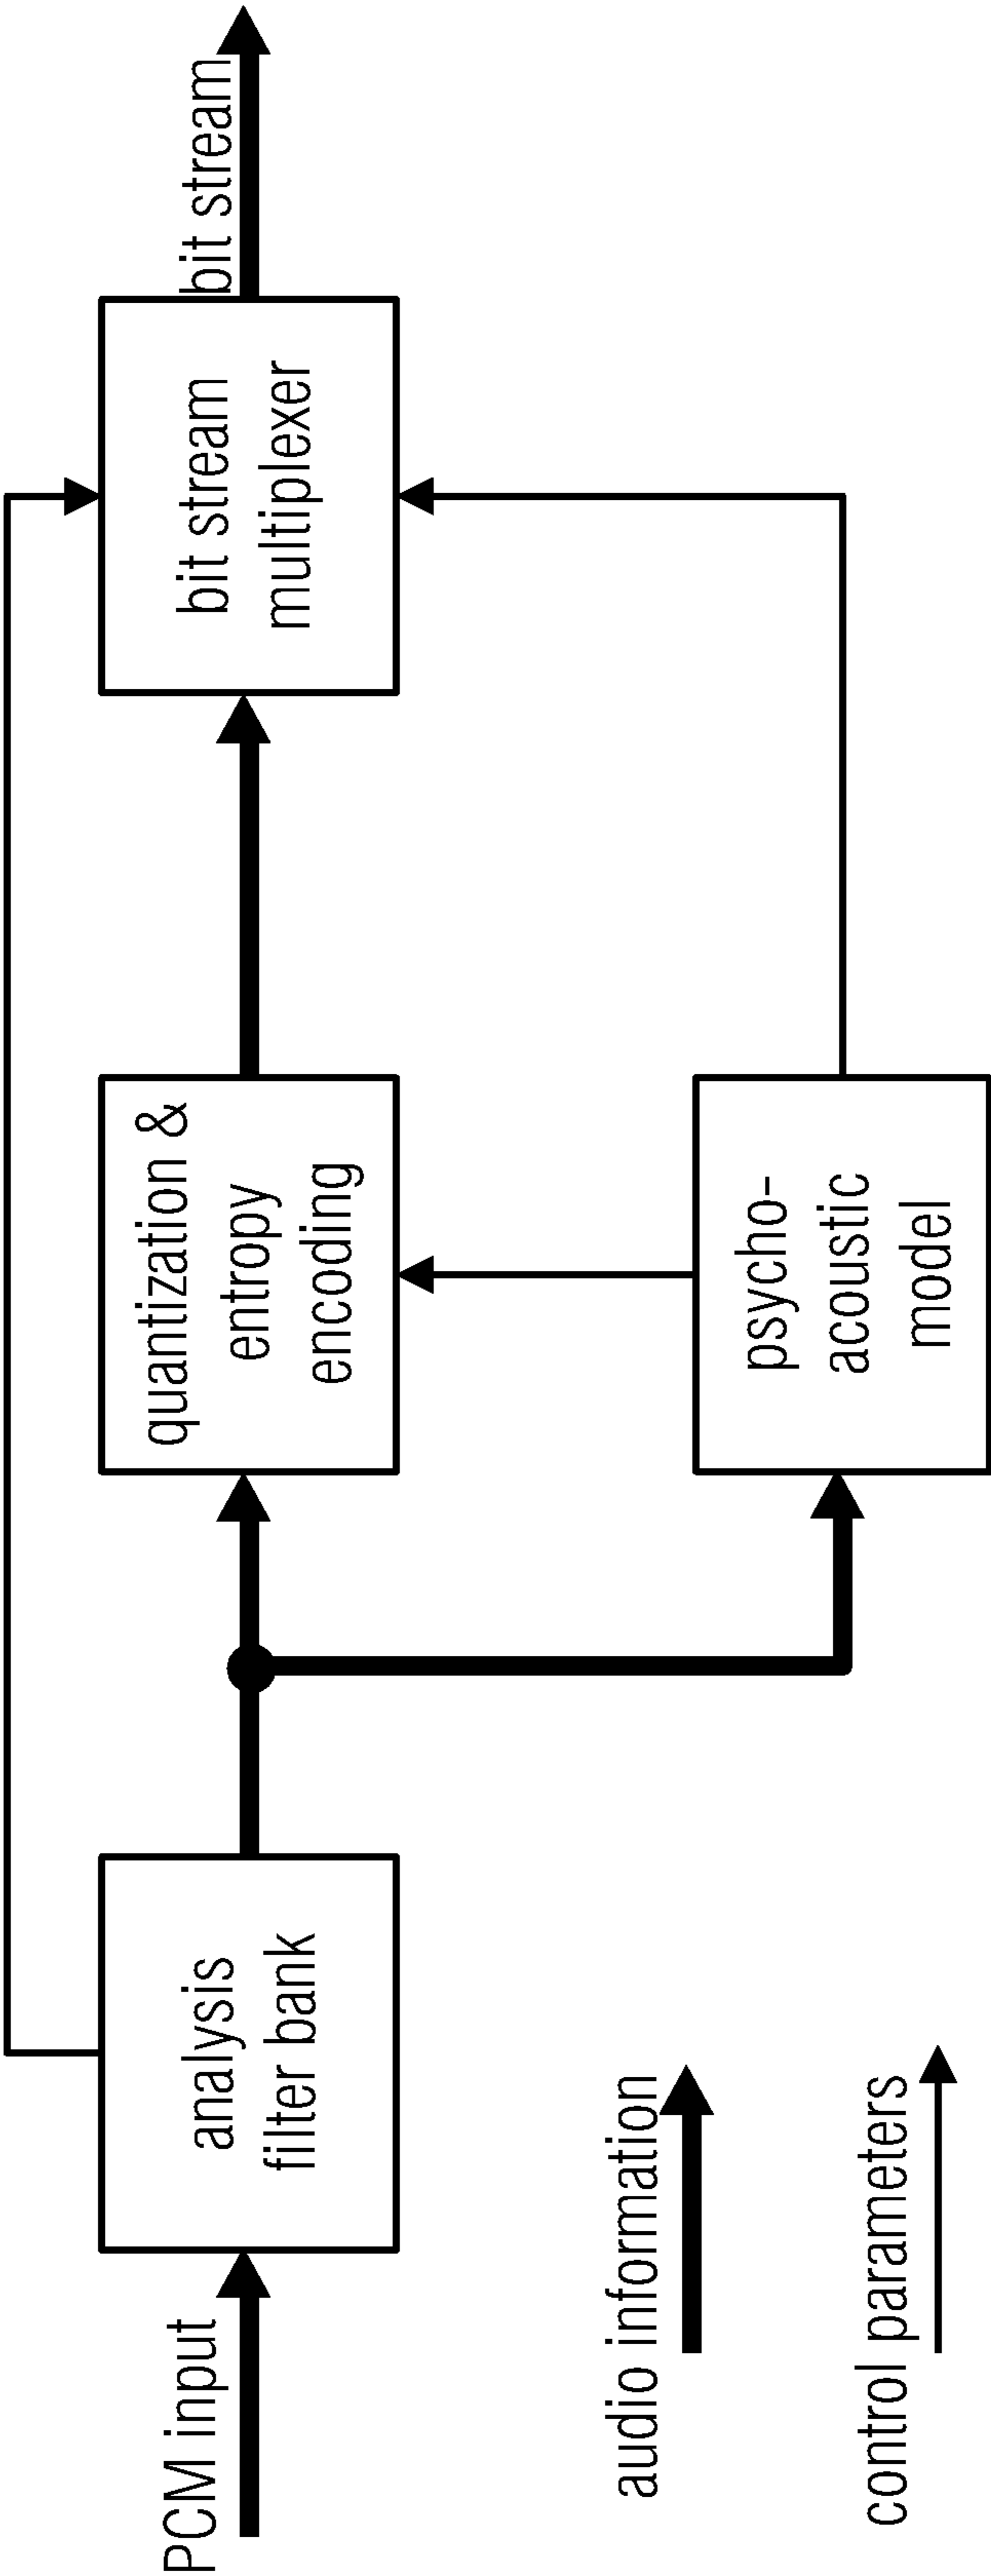 PCM input
analysis
filter bank
quantization &
entropy
encoding
bit stream
multiplexer
bit stream
psycho-
acoustic
model
audio information
control parameters